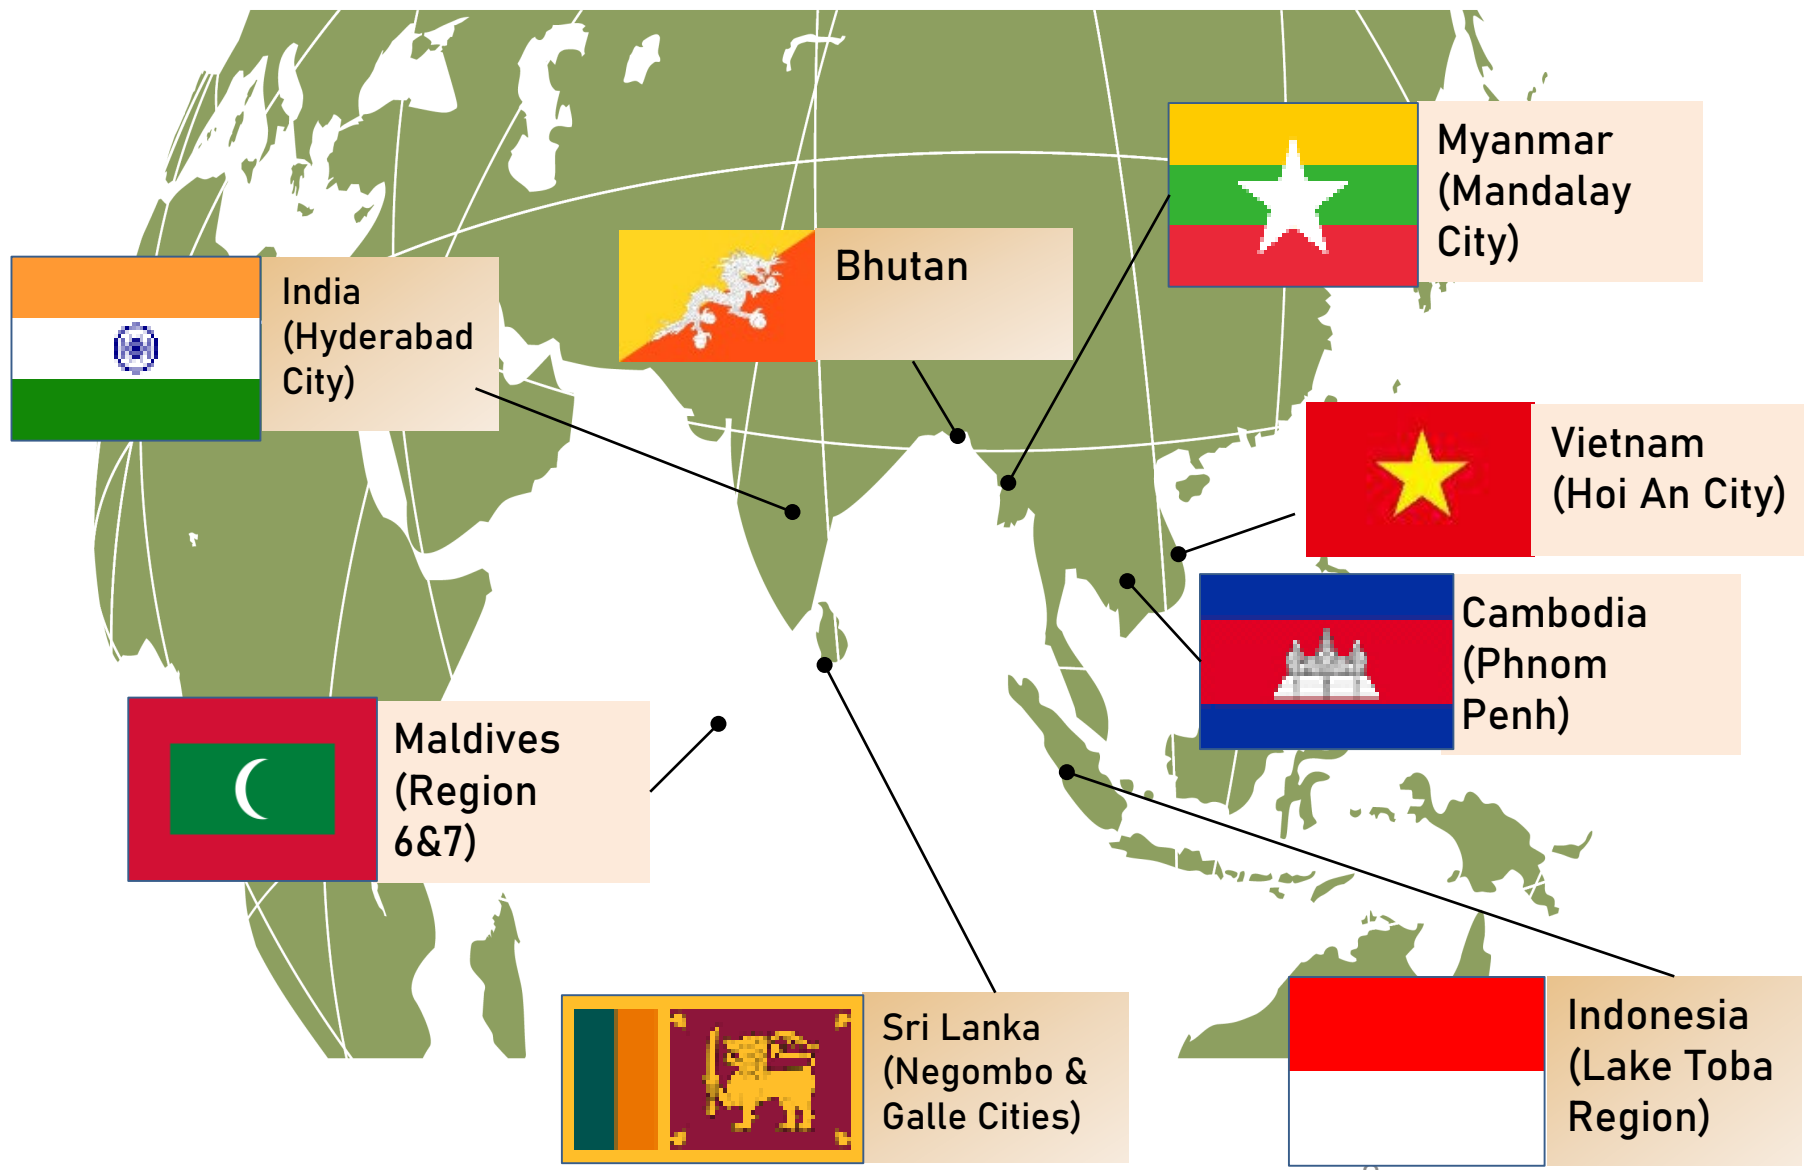 Myanmar
(Mandalay
City)
Bhutan
India
(Hyderabad
City)
Vietnam
(Hoi An City)
Cambodia
(Phnom
Penh)
Maldives
(Region
6&7)
Sri Lanka
(Negombo &
Galle Cities)
Indonesia
(Lake Toba
Region)